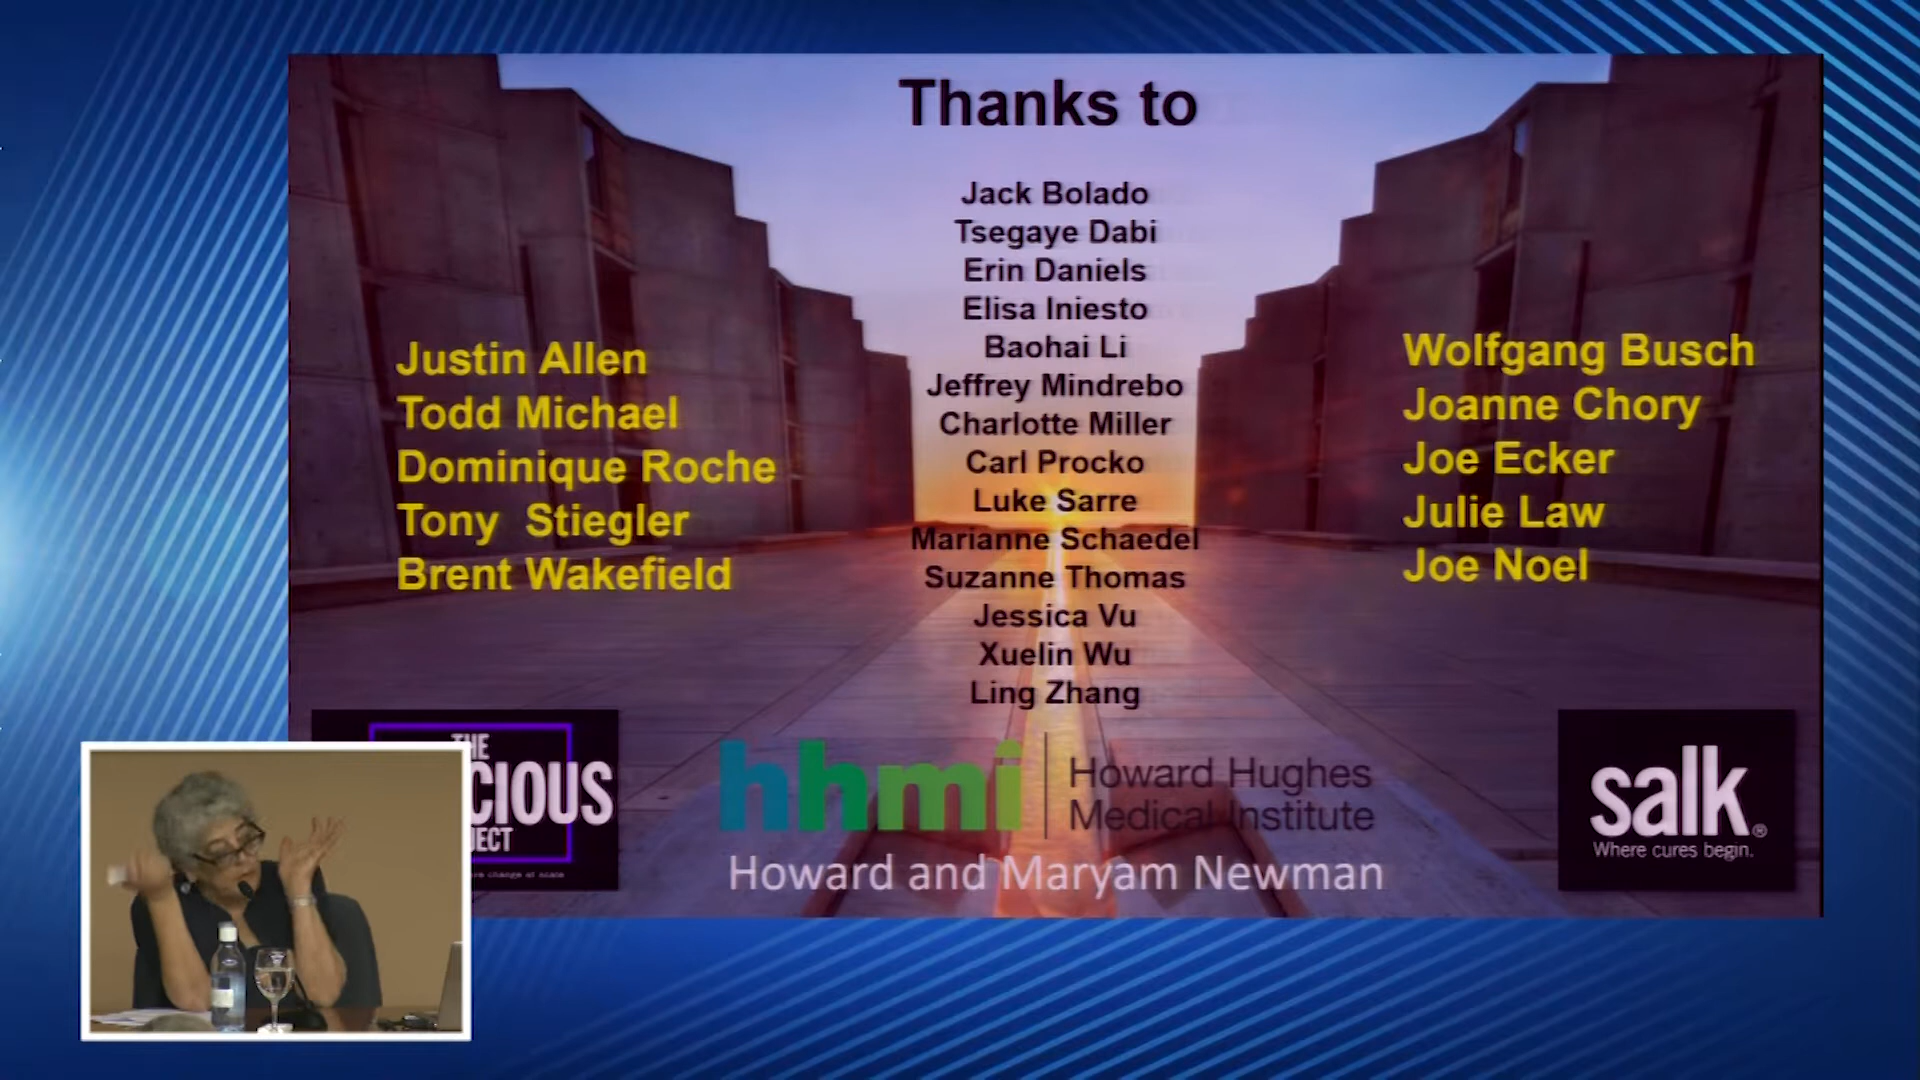 Thanks to
Jack Bolado
Tsegaye Dabi
Erin Daniels
Elisa Iniesto
Baohai Li
Jeffrey Mindrebo
Charlotte Miller
Carl Procko
Luke Sarre
Marianne Schaedel
Suzanne Thomas
Jessica Vu
Xuelin Wu
Ling Zhang
Justin Allen
Todd Michael
Dominique Roche
Tony Stiegler
Brent Wakefield
Wolfgang Busch
Joanne Chory
Joe Ecker
Julie Law
Joe Noel
THE
CIOUS
JECT
change at scale
hhmi
Howard Hughes
Medical Institute
Howard and Maryam Newman
salk®
Where cures begin.